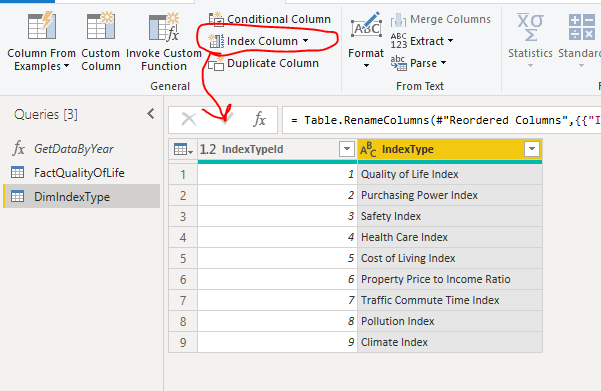 Column From
Examples
Custom
Column
Invoke Custom
Function
Conditional Column
Index Column
Duplicate Column
General
Format
ABC
Merge Columns
ABC
123
Extract
abc
Parse
From Text
Statistics
Standard
Queries [3]
fx
GetDataByYear
FactQualityOfLife
DimIndexType
fx
= Table.RenameColumns(#"Reordered Columns",{{"I
1.2 IndexTypeId
ABC IndexType
1 1 Quality of Life Index
2 2 Purchasing Power Index
3 3 Safety Index
4 4 Health Care Index
5 5 Cost of Living Index
6 6 Property Price to Income Ratio
7 7 Traffic Commute Time Index
8 8 Pollution Index
9 9 Climate Index